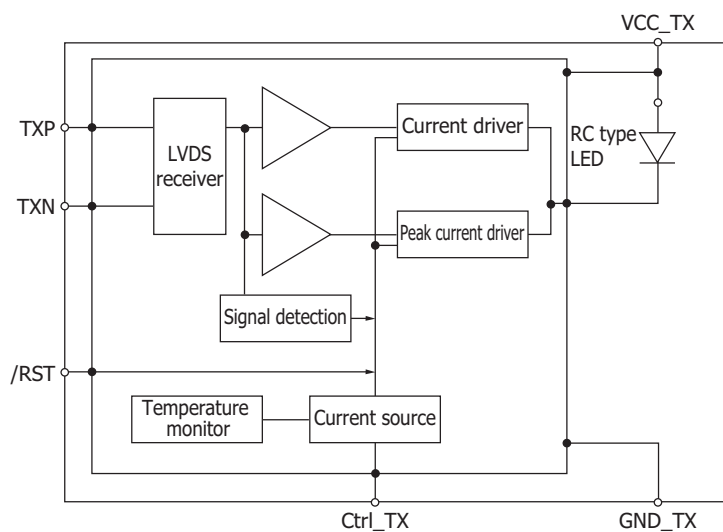 VCC_TX
TXP
LVDS
receiver
Current driver
RC type
LED
TXN
Peak current driver
Signal detection
/RST
Temperature
monitor
Current source
Ctrl_TX
GND_TX